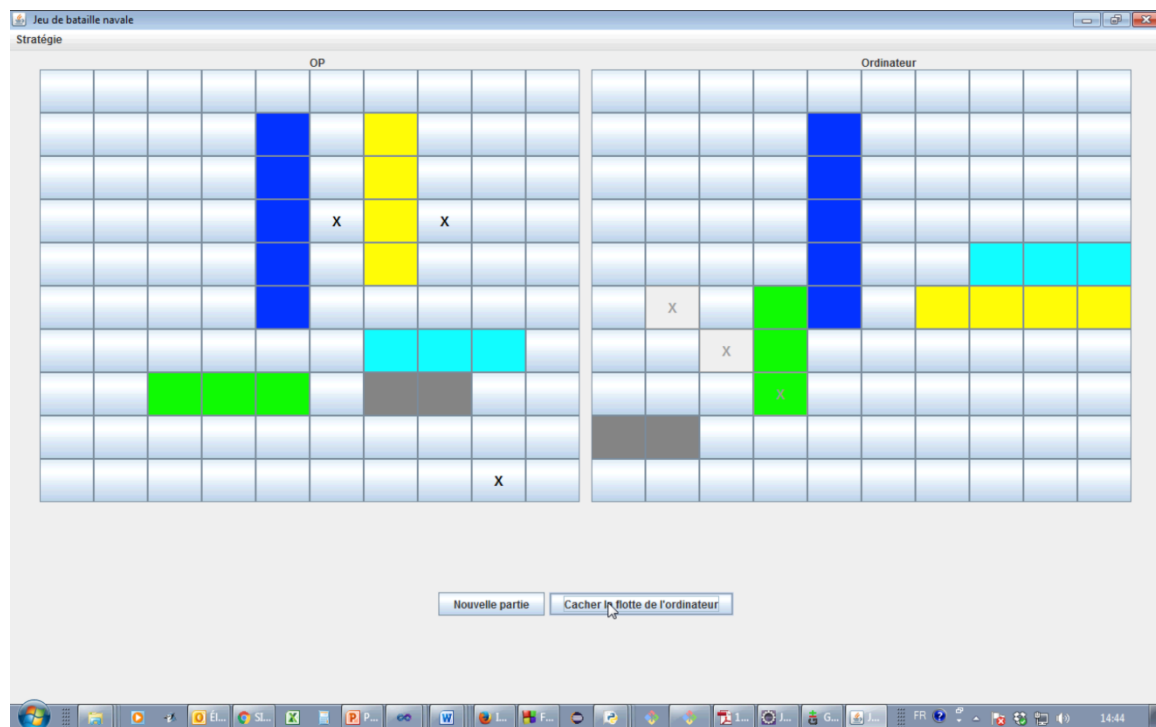 Jeu de bataille navale
Stratégie
OP
Ordinateur
X X
X
X
X
X
Nouvelle partie
Cacher la flotte de l'ordinateur
P P...
W
FR
14:44